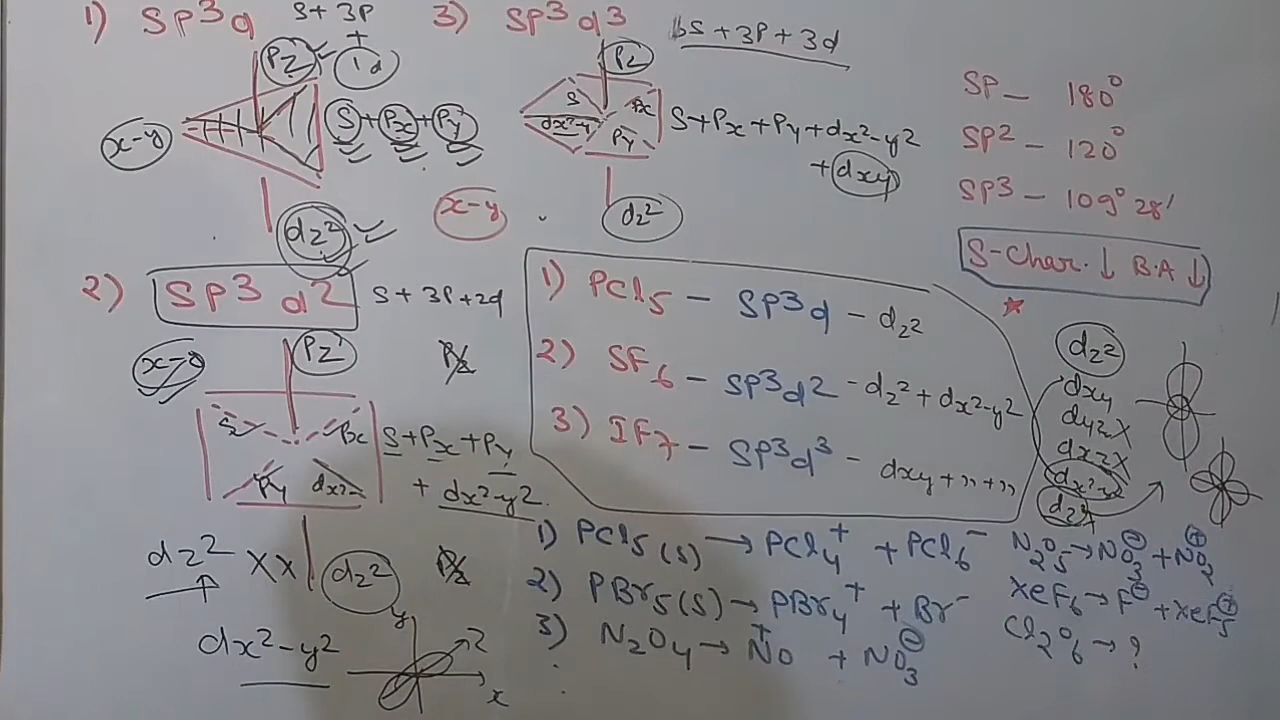 1) SP³d S + 3P + 1d
PZ
x-y S + Px + Py
dz²
2) SP³d² S + 3P + 2d
PZ
x-y
S Px
Py dx²-
S + Px + Py
+ dx²-y2
dz² XX dz²
dx²-y²
y
z
x
3) SP³d³ S + 3P + 3d
PZ
S Px
dx²-y
Py
S + Px + Py + dx²-y2
+ dxy
x-y dz²
SP - 180°
SP2 - 120°
SP3 - 109°28'
S-Char. ↓ B.A ↓
1) PCl5 - SP³d - dz2
2) SF6 - SP³d2 - dz2 + dx²-y2
3) IF7 - SP³d³ - dxy + ,, + ,,
dz²
dxy
dyz X
dxz X
dx²-y2
dz²
1) PCl5(s) → PCl4⁺ + PCl6⁻
2) PBr5(s) → PBr4⁺ + Br⁻
3) N2O4 → NO⁺ + NO3⊖
N2O5 → NO3⊖ + NO2⊕
XeF6 → F⊖ + XeF5⊕
Cl2O6 → ?